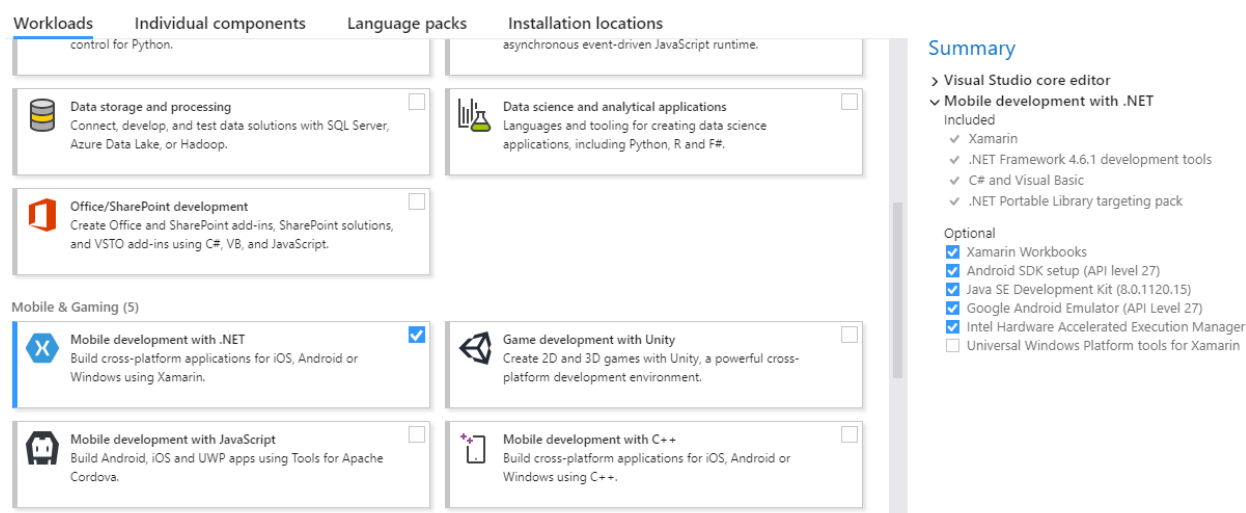 Workloads
Individual components
Language packs
Installation locations
control for Python.
asynchronous event-driven JavaScript runtime.
Data storage and processing
Connect, develop, and test data solutions with SQL Server,
Azure Data Lake, or Hadoop.
Data science and analytical applications
Languages and tooling for creating data science
applications, including Python, R and F#.
Office/SharePoint development
Create Office and SharePoint add-ins, SharePoint solutions,
and VSTO add-ins using C#, VB, and JavaScript.
Mobile & Gaming (5)
Mobile development with .NET
Build cross-platform applications for iOS, Android or
Windows using Xamarin.
Game development with Unity
Create 2D and 3D games with Unity, a powerful cross-
platform development environment.
Mobile development with JavaScript
Build Android, iOS and UWP apps using Tools for Apache
Cordova.
Mobile development with C++
Build cross-platform applications for iOS, Android or
Windows using C++.
Summary
Visual Studio core editor
Mobile development with .NET
Included
Xamarin
.NET Framework 4.6.1 development tools
C# and Visual Basic
.NET Portable Library targeting pack
Optional
Xamarin Workbooks
Android SDK setup (API level 27)
Java SE Development Kit (8.0.1120.15)
Google Android Emulator (API Level 27)
Intel Hardware Accelerated Execution Manager
Universal Windows Platform tools for Xamarin